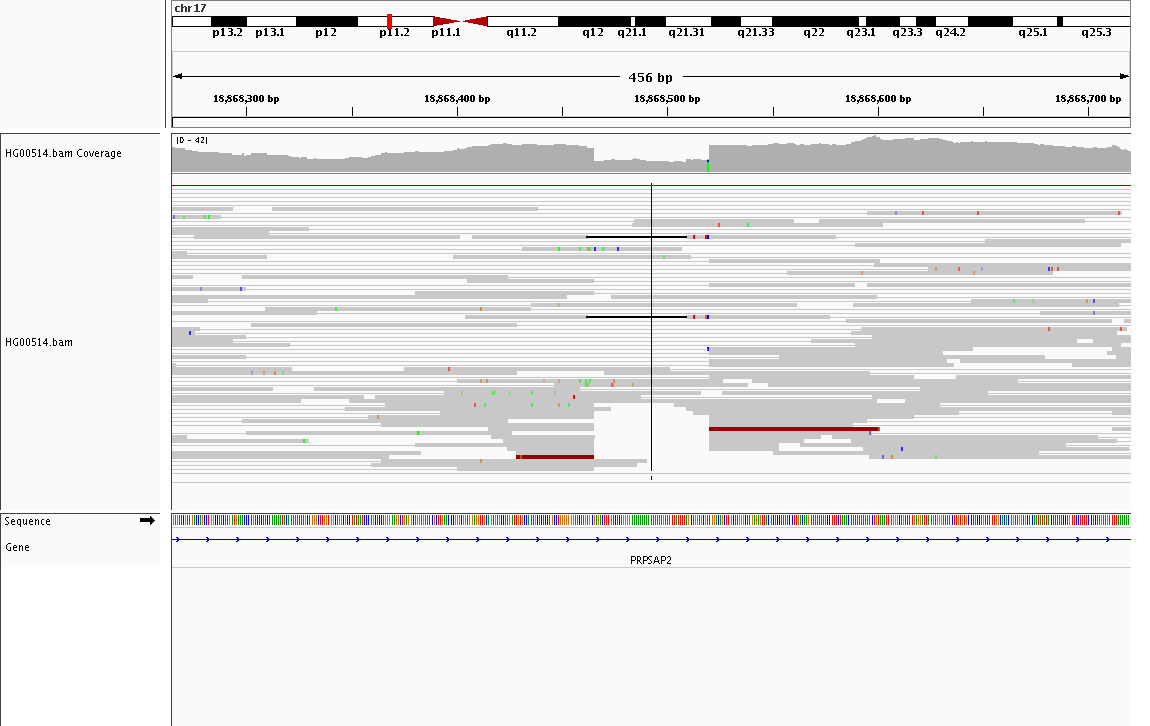 chr17
p13.2 p13.1 p12 p11.2 p11.1 q11.2 q12 q21.1 q21.31 q21.33 q22 q23.1 q23.3 q24.2 q25.1 q25.3
456 bp
18,868,300 bp 18,868,400 bp 18,868,500 bp 18,868,600 bp 18,868,700 bp
[0 - 42]
HG00514.bam Coverage
HG00514.bam
Sequence
Gene
PRPSAP2